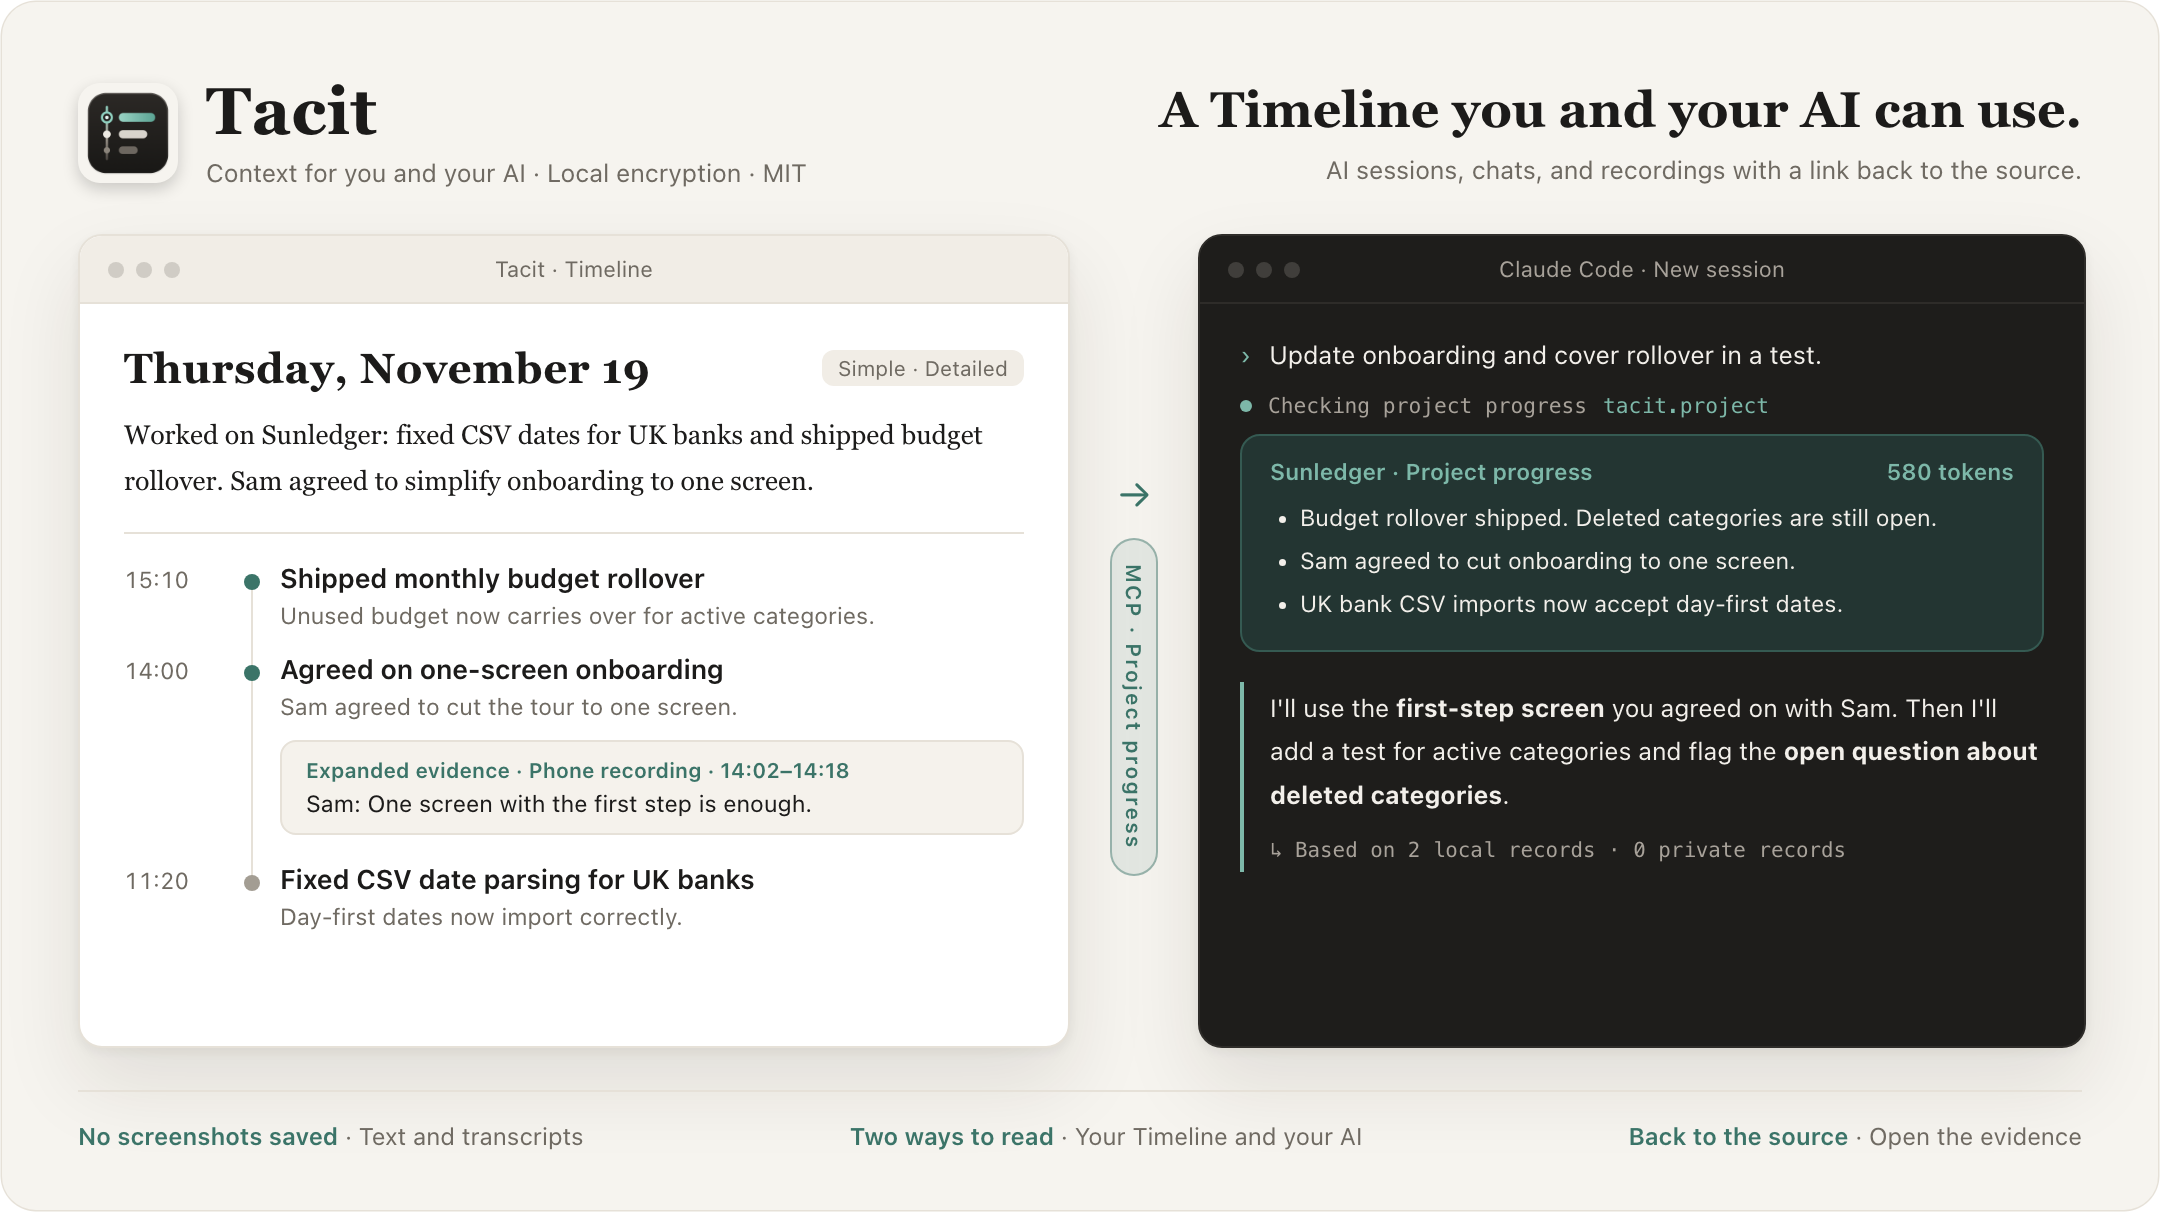 Tacit
Context for you and your AI · Local encryption · MIT
A Timeline you and your AI can use.
AI sessions, chats, and recordings with a link back to the source.
Tacit · Timeline
Thursday, November 19
Simple · Detailed
Worked on Sunledger: fixed CSV dates for UK banks and shipped budget
rollover. Sam agreed to simplify onboarding to one screen.
15:10
Shipped monthly budget rollover
Unused budget now carries over for active categories.
14:00
Agreed on one-screen onboarding
Sam agreed to cut the tour to one screen.
Expanded evidence · Phone recording · 14:02–14:18
Sam: One screen with the first step is enough.
11:20
Fixed CSV date parsing for UK banks
Day-first dates now import correctly.
→
MCP · Project progress
Claude Code · New session
› Update onboarding and cover rollover in a test.
Checking project progress tacit.project
Sunledger · Project progress
580 tokens
• Budget rollover shipped. Deleted categories are still open.
• Sam agreed to cut onboarding to one screen.
• UK bank CSV imports now accept day-first dates.
I'll use the first-step screen you agreed on with Sam. Then I'll
add a test for active categories and flag the open question about
deleted categories.
↳ Based on 2 local records · 0 private records
No screenshots saved · Text and transcripts
Two ways to read · Your Timeline and your AI
Back to the source · Open the evidence